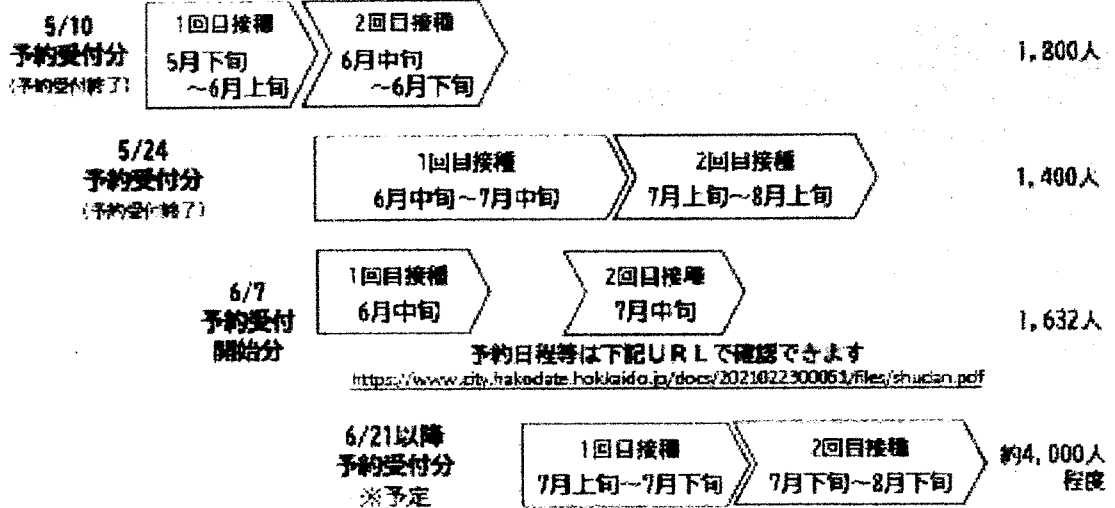 5/10
予約受付分
(予約受付終了)
1回目接種
5月下旬
～6月上旬
2回目接種
6月中旬
～6月下旬
1,800人
5/24
予約受付分
(予約受付終了)
1回目接種
6月中旬～7月中旬
2回目接種
7月上旬～8月上旬
1,400人
6/7
予約受付
開始分
1回目接種
6月中旬
2回目接種
7月中旬
1,632人
予約日程等は下記ＵＲＬで確認できます
https://www.city.hakodate.hokkaido.jp/docs/2021022300051/files/shudan.pdf
6/21以降
予約受付分
※予定
1回目接種
7月上旬～7月下旬
2回目接種
7月下旬～8月下旬
約4,000人
程度